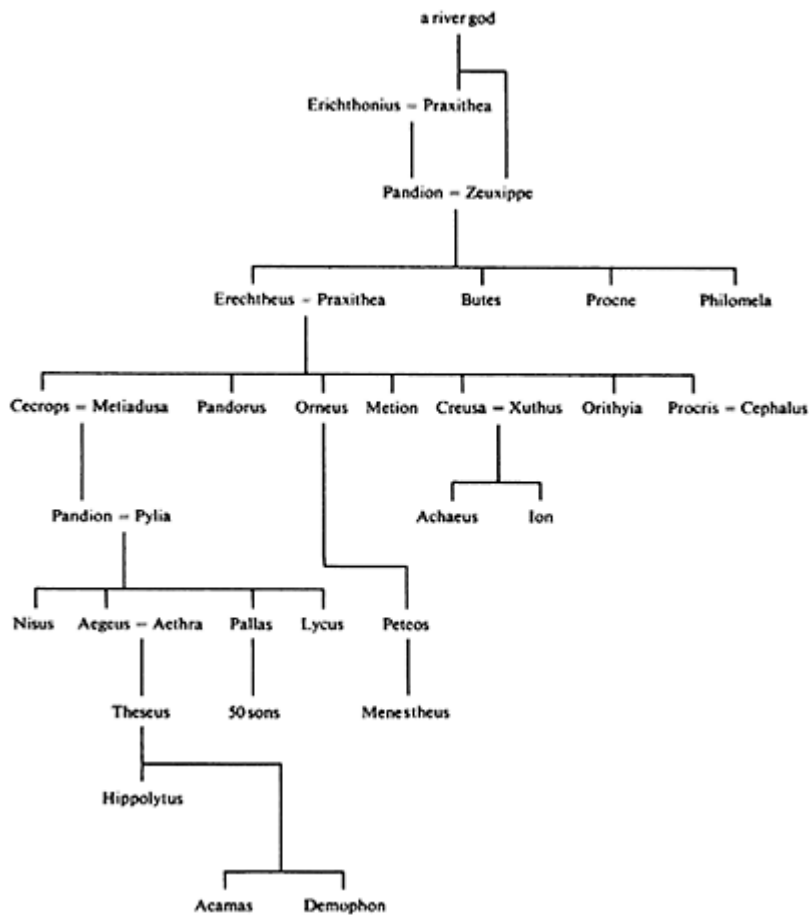 a river god
Erichthonius = Praxithea
Pandion = Zeuxippe
Erechtheus = Praxithea Butes Procne Philomela
Cecrops = Metiadusa Pandorus Orneus Metion Creusa = Xuthus Orithyia Procris = Cephalus
Achaeus Ion
Pandion = Pylia
Nisus Aegeus = Aethra Pallas Lycus Peteos
Theseus 50 sons Menestheus
Hippolytus
Acamas Demophon